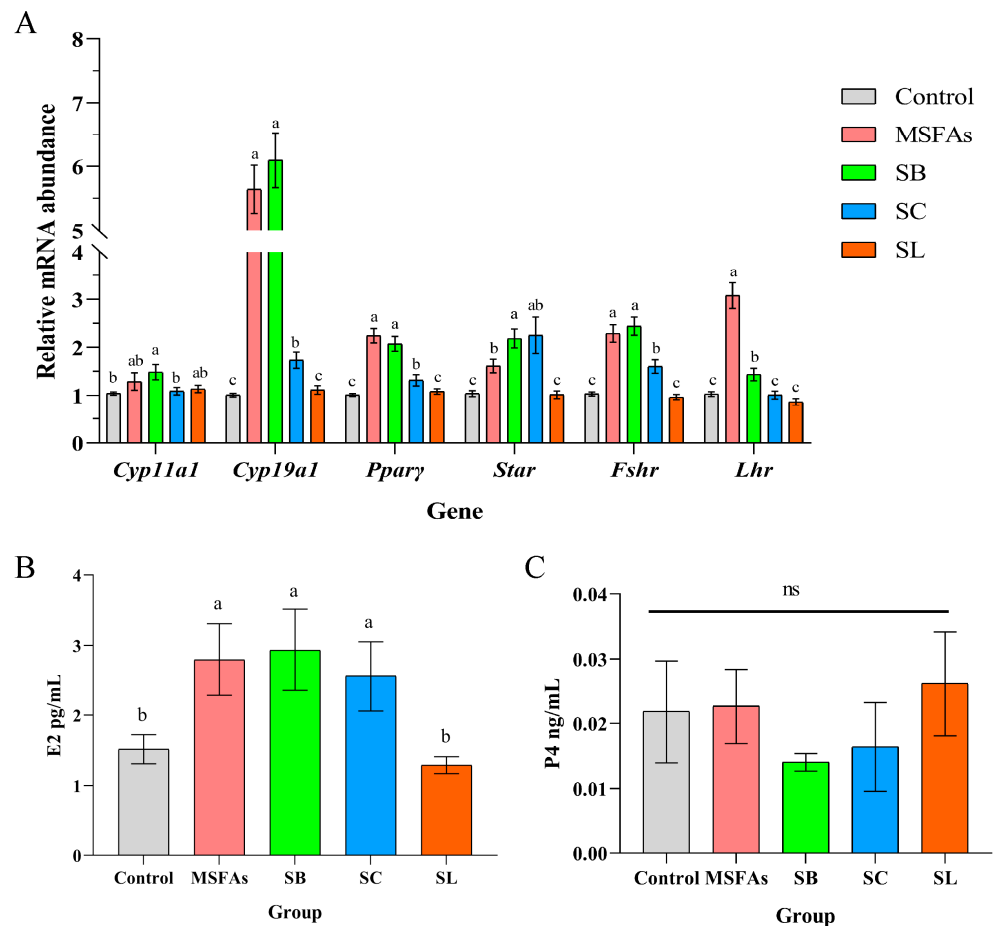 A
Relative mRNA abundance
8
7
6
5
4
3
2
1
0
b ab a b ab
c a a b c
c a a b c
c b a ab c
c a a b c
c a b c c
Cyp11a1 Cyp19a1 Pparγ Star Fshr Lhr
Gene
Control
MSFAs
SB
SC
SL
B
E2 pg/mL
4
3
2
1
0
b a a a b
Control MSFAs SB SC SL
Group
C
P4 ng/mL
0.04
0.03
0.02
0.01
0.00
ns
Control MSFAs SB SC SL
Group